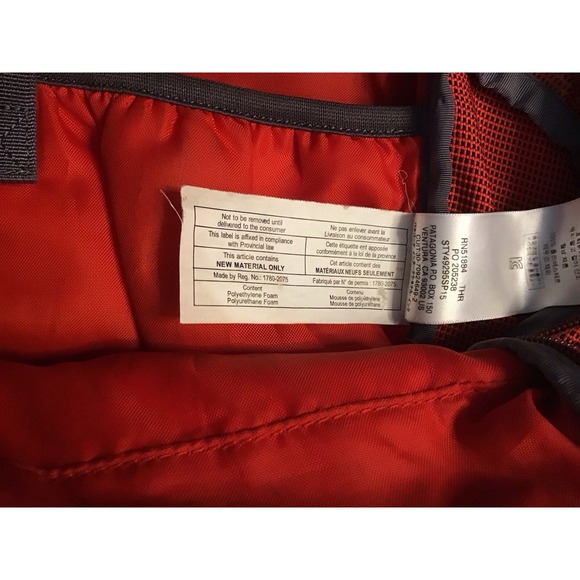 Not to be removed until
delivered to the consumer
This label is affixed in compliance
with Provincial law
This article contains
NEW MATERIAL ONLY
Made by Reg. No.: 1780-2075
Content
Polyethylene Foam
Polyurethane Foam
Ne pas enlever avant la
Livraison au consommateur
Cette étiquette est apposée
conformément à la loi de la province
Cet article contient des
MATÉRIAUX NEUFS SEULEMENT
Fabriqué par N° de permis : 1780-2075
Contenu
Mousse de polyéthylene
Mousse de polyuréthane
RN51884 THR
PO 205238
PATAGONIA P.O. BOX 150
VENTURA, CA 93002 US
STY49295SP15